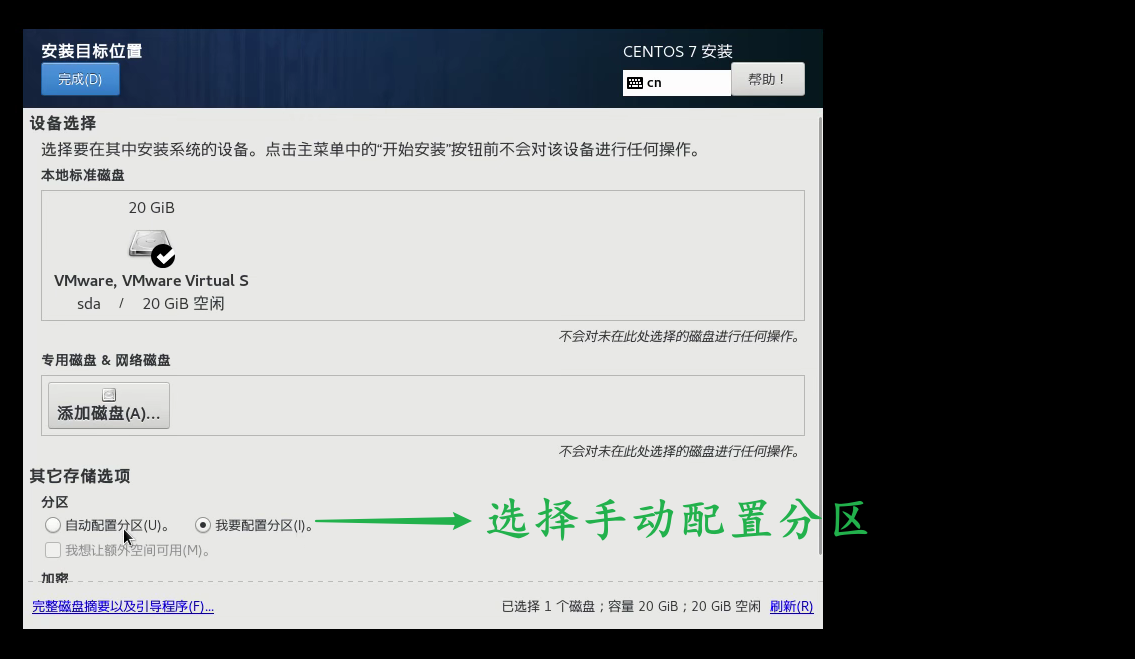 安装目标位置
CENTOS 7 安装
完成(D)
cn
帮助！
设备选择
选择要在其中安装系统的设备。点击主菜单中的“开始安装”按钮前不会对该设备进行任何操作。
本地标准磁盘
20 GiB
VMware, VMware Virtual S
sda / 20 GiB 空闲
不会对未在此处选择的磁盘进行任何操作。
专用磁盘 & 网络磁盘
添加磁盘(A)...
不会对未在此处选择的磁盘进行任何操作。
其它存储选项
分区
自动配置分区(U)。 我要配置分区(I)。 选择手动配置分区
我想让额外空间可用(M)。
加密
完整磁盘摘要以及引导程序(F)... 已选择 1 个磁盘；容量 20 GiB；20 GiB 空闲 刷新(R)